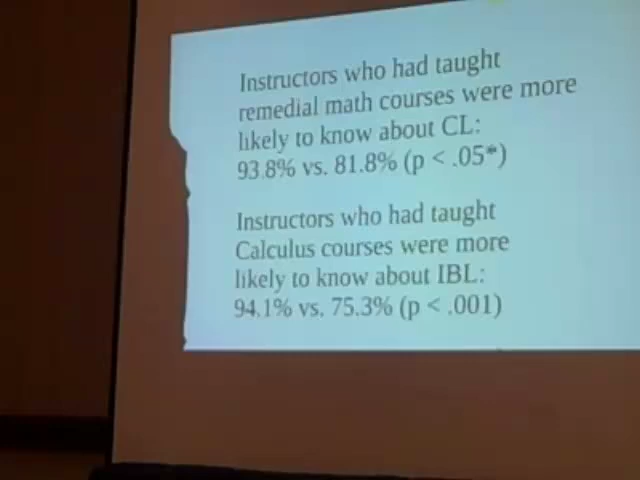 Instructors who had taught
remedial math courses were more
likely to know about CL:
93.8% vs. 81.8% (p < .05*)
Instructors who had taught
Calculus courses were more
likely to know about IBL:
94.1% vs. 75.3% (p < .001)